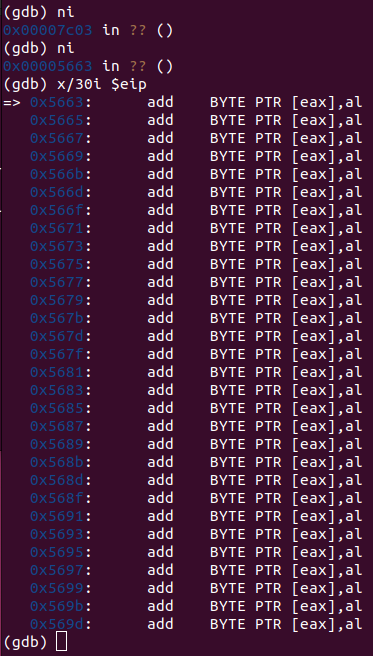 (gdb) ni
0x00007c03 in ?? ()
(gdb) ni
0x00005663 in ?? ()
(gdb) x/30i $eip
=> 0x5663: add BYTE PTR [eax],al
0x5665: add BYTE PTR [eax],al
0x5667: add BYTE PTR [eax],al
0x5669: add BYTE PTR [eax],al
0x566b: add BYTE PTR [eax],al
0x566d: add BYTE PTR [eax],al
0x566f: add BYTE PTR [eax],al
0x5671: add BYTE PTR [eax],al
0x5673: add BYTE PTR [eax],al
0x5675: add BYTE PTR [eax],al
0x5677: add BYTE PTR [eax],al
0x5679: add BYTE PTR [eax],al
0x567b: add BYTE PTR [eax],al
0x567d: add BYTE PTR [eax],al
0x567f: add BYTE PTR [eax],al
0x5681: add BYTE PTR [eax],al
0x5683: add BYTE PTR [eax],al
0x5685: add BYTE PTR [eax],al
0x5687: add BYTE PTR [eax],al
0x5689: add BYTE PTR [eax],al
0x568b: add BYTE PTR [eax],al
0x568d: add BYTE PTR [eax],al
0x568f: add BYTE PTR [eax],al
0x5691: add BYTE PTR [eax],al
0x5693: add BYTE PTR [eax],al
0x5695: add BYTE PTR [eax],al
0x5697: add BYTE PTR [eax],al
0x5699: add BYTE PTR [eax],al
0x569b: add BYTE PTR [eax],al
0x569d: add BYTE PTR [eax],al
(gdb)